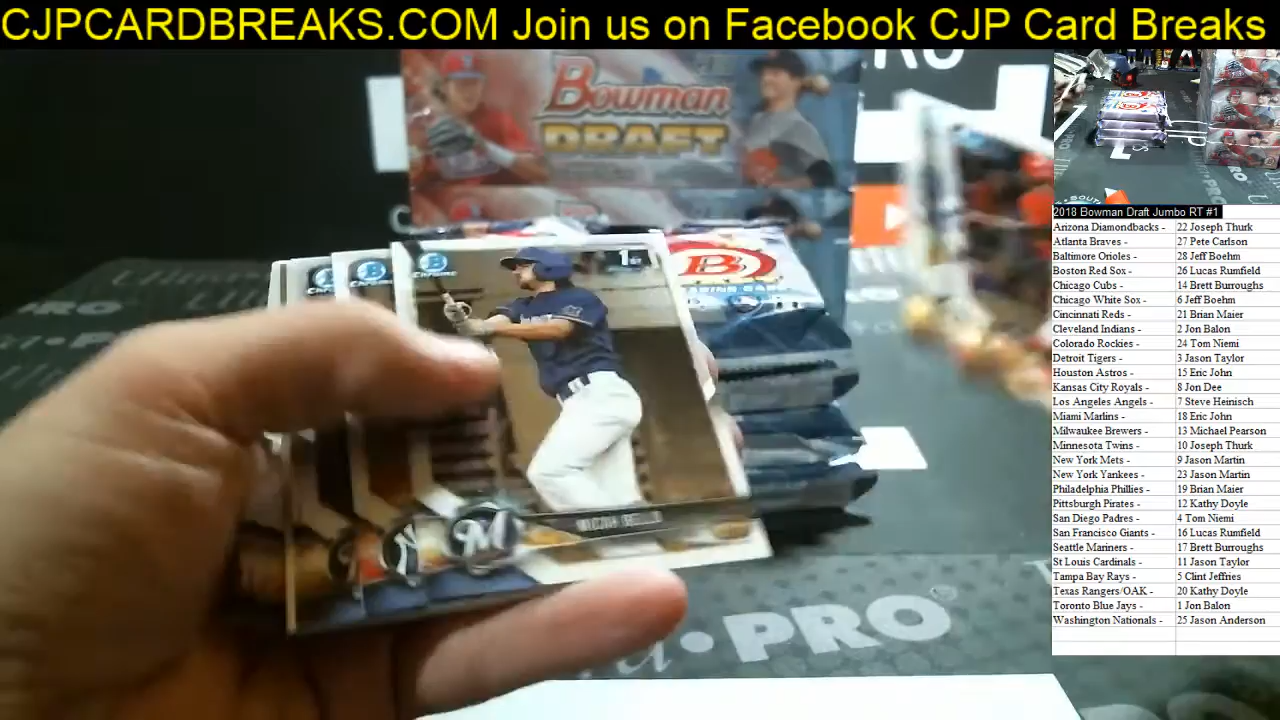 CJPCARDBREAKS.COM Join us on Facebook CJP Card Breaks
Bowman
DRAFT
1st
B
CHROME
M
PRO
2018 Bowman Draft Jumbo RT #1
Arizona Diamondbacks - 22 Joseph Thurk
Atlanta Braves - 27 Pete Carlson
Baltimore Orioles - 28 Jeff Boehm
Boston Red Sox - 26 Lucas Rumfield
Chicago Cubs - 14 Brett Burroughs
Chicago White Sox - 6 Jeff Boehm
Cincinnati Reds - 21 Brian Maier
Cleveland Indians - 2 Jon Balon
Colorado Rockies - 24 Tom Niemi
Detroit Tigers - 3 Jason Taylor
Houston Astros - 15 Eric John
Kansas City Royals - 8 Jon Dee
Los Angeles Angels - 7 Steve Heinisch
Miami Marlins - 18 Eric John
Milwaukee Brewers - 13 Michael Pearson
Minnesota Twins - 10 Joseph Thurk
New York Mets - 9 Jason Martin
New York Yankees - 23 Jason Martin
Philadelphia Phillies - 19 Brian Maier
Pittsburgh Pirates - 12 Kathy Doyle
San Diego Padres - 4 Tom Niemi
San Francisco Giants - 16 Lucas Rumfield
Seattle Mariners - 17 Brett Burroughs
St Louis Cardinals - 11 Jason Taylor
Tampa Bay Rays - 5 Clint Jeffries
Texas Rangers/OAK - 20 Kathy Doyle
Toronto Blue Jays - 1 Jon Balon
Washington Nationals - 25 Jason Anderson